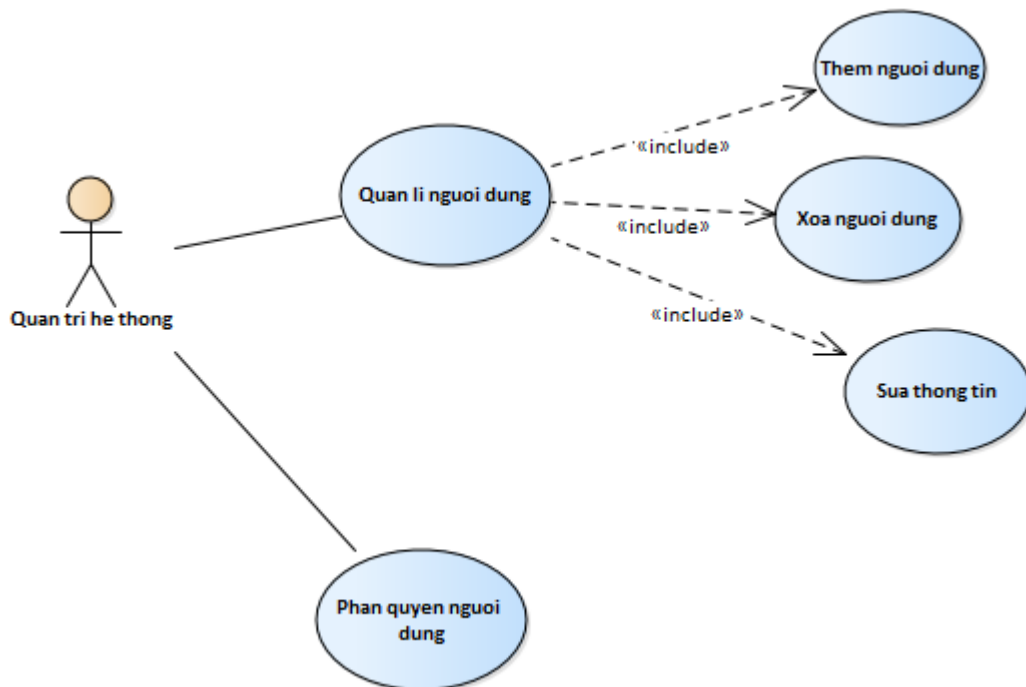 Them nguoi dung
«include»
Quan li nguoi dung
Xoa nguoi dung
«include»
Quan tri he thong
«include»
Sua thong tin
Phan quyen nguoi
dung